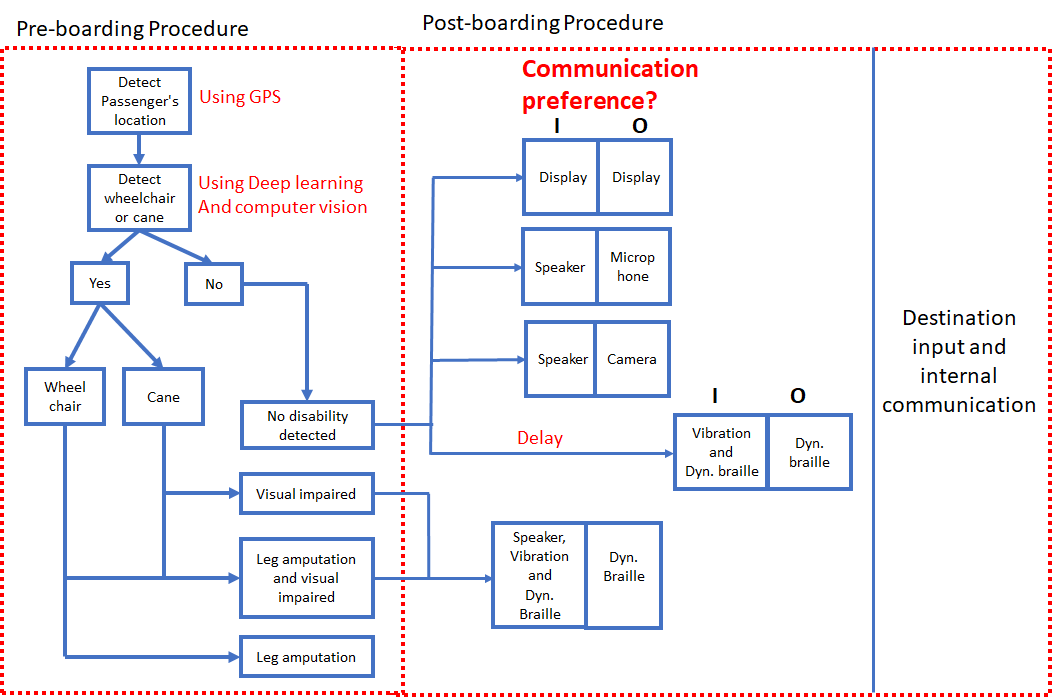 Pre-boarding Procedure
Post-boarding Procedure
Detect
Passenger's
location
Using GPS
Detect
wheelchair
or cane
Using Deep learning
And computer vision
Yes
No
Wheel
chair
Cane
No disability
detected
Visual impaired
Leg amputation
and visual
impaired
Leg amputation
Communication
preference?
I
O
Display
Display
Speaker
Microp
hone
Speaker
Camera
I
O
Delay
Vibration
and
Dyn. braille
Dyn.
braille
Speaker,
Vibration
and
Dyn.
Braille
Dyn.
Braille
Destination
input and
internal
communication